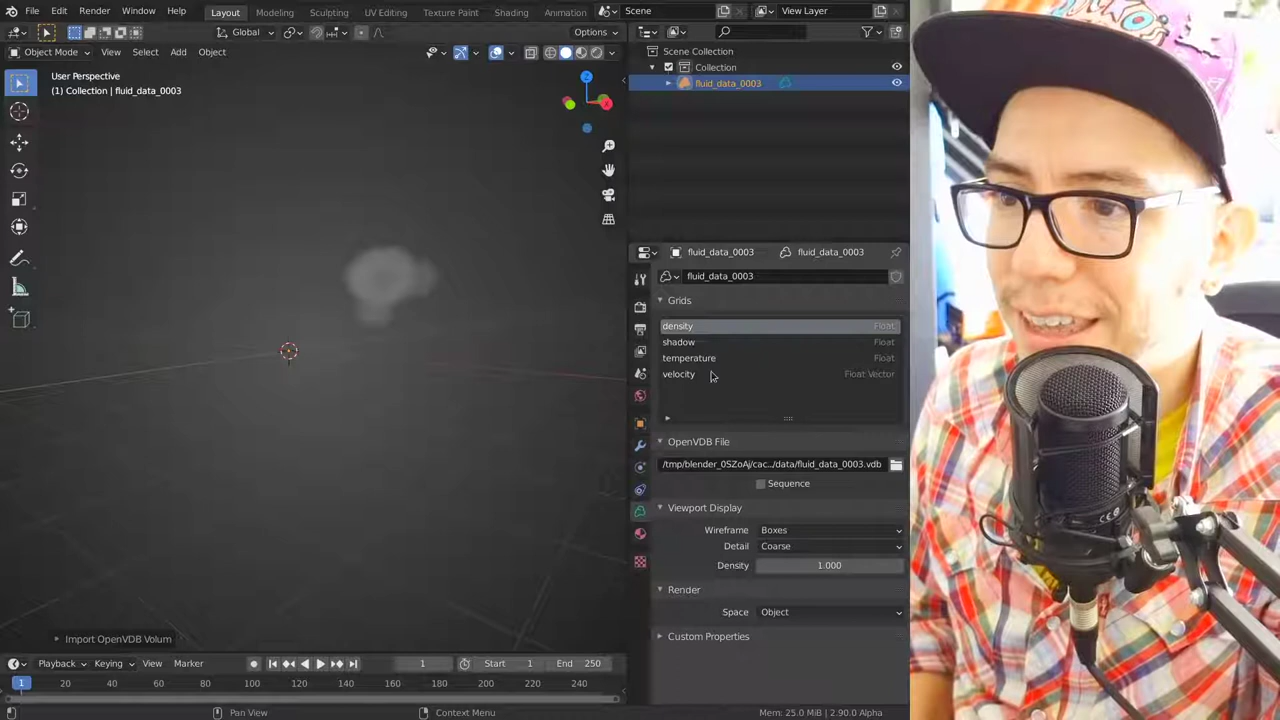 File Edit Render Window Help Layout Modeling Sculpting UV Editing Texture Paint Shading Animation Scene View Layer
Global Options
Object Mode View Select Add Object
User Perspective
(1) Collection | fluid_data_0003
Z
X
Scene Collection
Collection
fluid_data_0003
fluid_data_0003 fluid_data_0003
fluid_data_0003
Grids
density Float
shadow Float
temperature Float
velocity Float Vector
OpenVDB File
/tmp/blender_0SZoAj/cac../data/fluid_data_0003.vdb
Sequence
Viewport Display
Wireframe Boxes
Detail Coarse
Density 1.000
Render
Space Object
Custom Properties
Import OpenVDB Volum
Playback Keying View Marker 1 Start 1 End 250
1 20 40 60 80 100 120 140 160 180 200 220 240
Pan View Context Menu Mem: 25.0 MiB | 2.90.0 Alpha